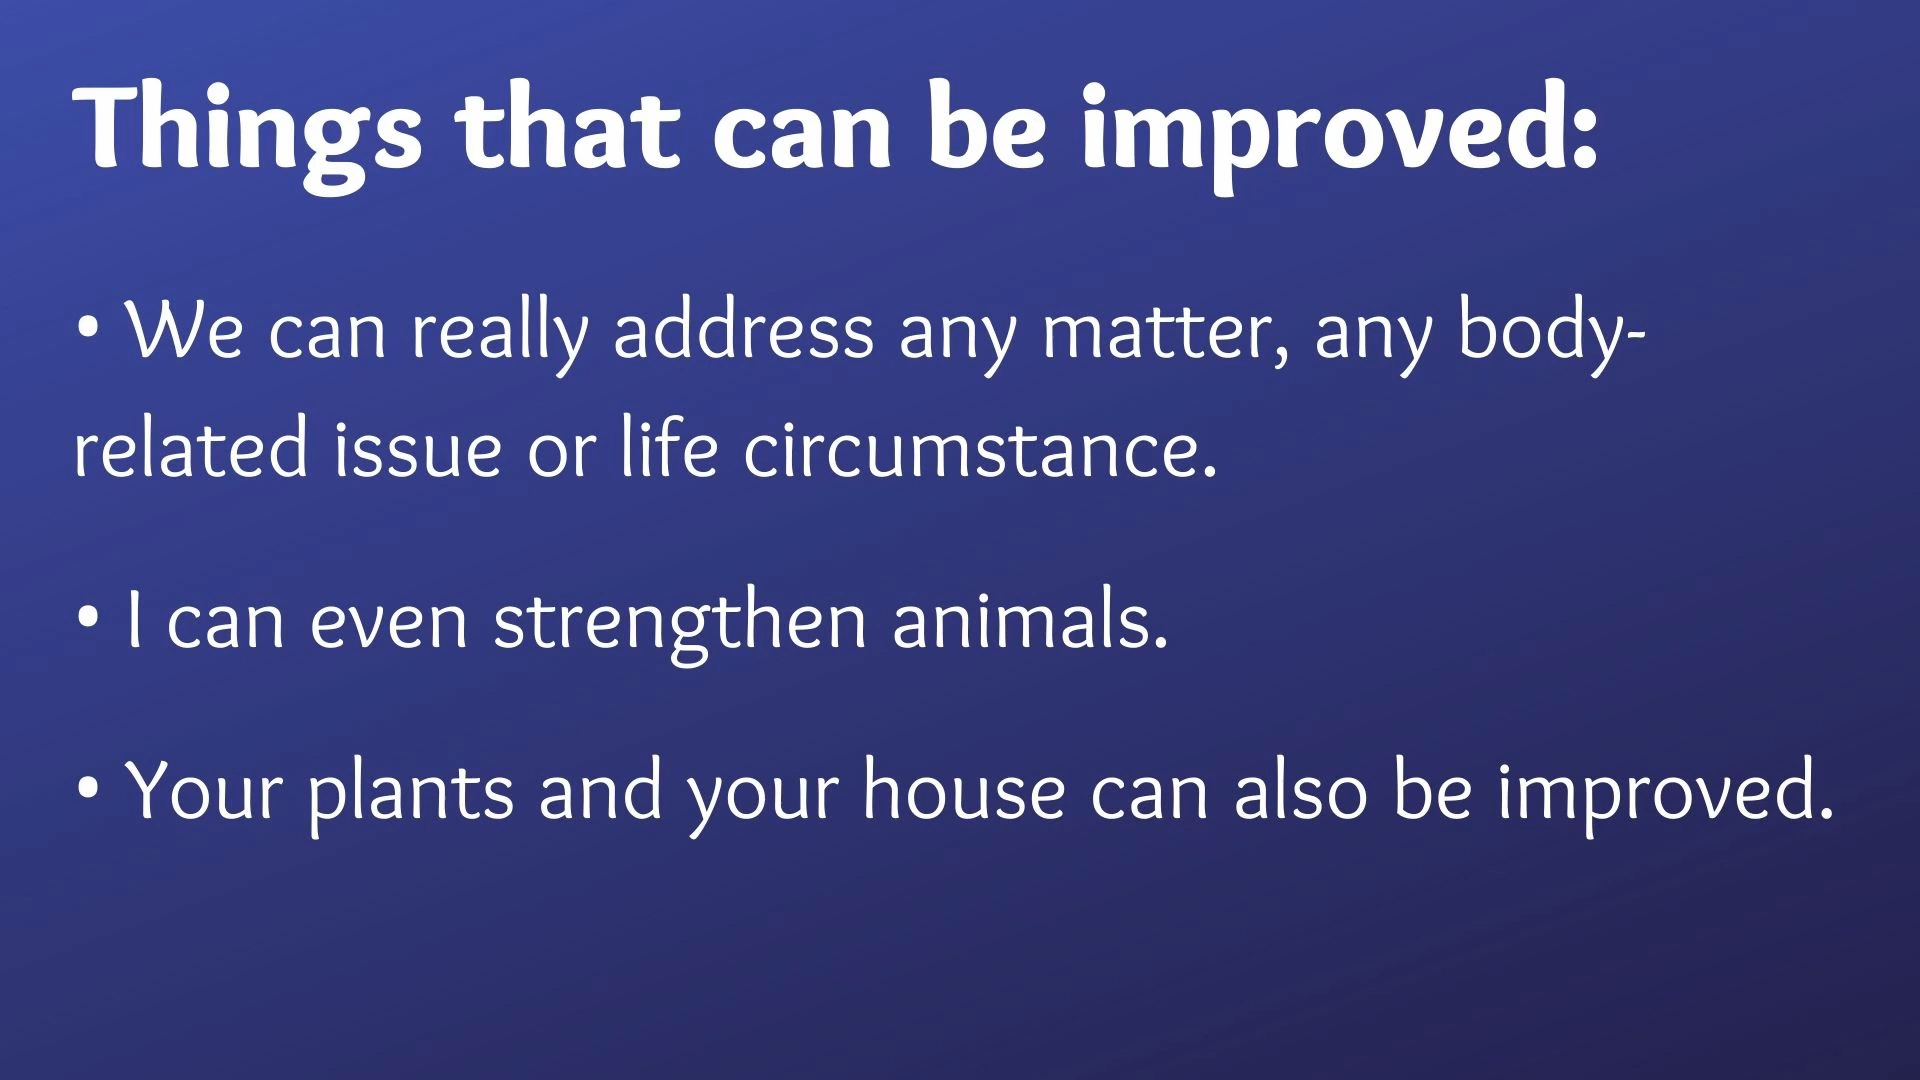 Things that can be improved:
• We can really address any matter, any body-
related issue or life circumstance.
• I can even strengthen animals.
• Your plants and your house can also be improved.